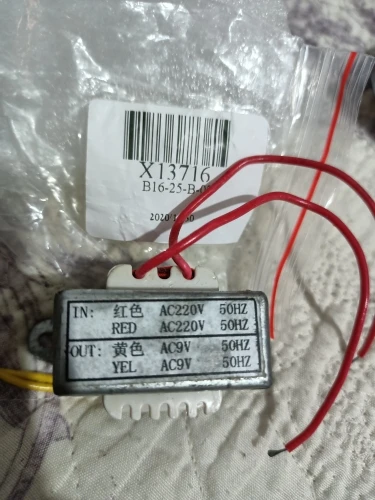 X13716
B16-25-B-0
IN: 红色 AC220V 50HZ
RED AC220V 50HZ
OUT: 黄色 AC9V 50HZ
YEL AC9V 50HZ